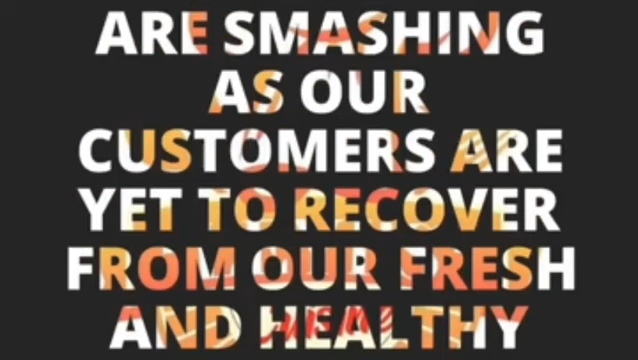 ARE SMASHING
AS OUR
CUSTOMERS ARE
YET TO RECOVER
FROM OUR FRESH
AND HEALTHY